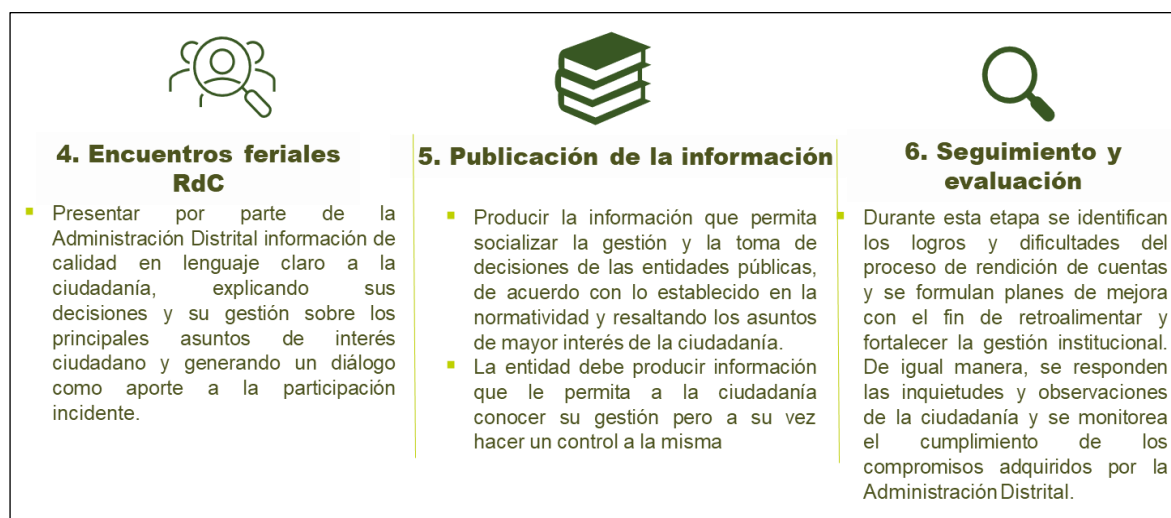 4. Encuentros feriales
RdC
Presentar por parte de la
Administración Distrital información de
calidad en lenguaje claro a la
ciudadanía, explicando sus
decisiones y su gestión sobre los
principales asuntos de interés
ciudadano y generando un diálogo
como aporte a la participación
incidente.
5. Publicación de la información
Producir la información que permita
socializar la gestión y la toma de
decisiones de las entidades públicas,
de acuerdo con lo establecido en la
normatividad y resaltando los asuntos
de mayor interés de la ciudadanía.
La entidad debe producir información
que le permita a la ciudadanía
conocer su gestión pero a su vez
hacer un control a la misma
6. Seguimiento y
evaluación
Durante esta etapa se identifican
los logros y dificultades del
proceso de rendición de cuentas
y se formulan planes de mejora
con el fin de retroalimentar y
fortalecer la gestión institucional.
De igual manera, se responden
las inquietudes y observaciones
de la ciudadanía y se monitorea
el cumplimiento de los
compromisos adquiridos por la
Administración Distrital.